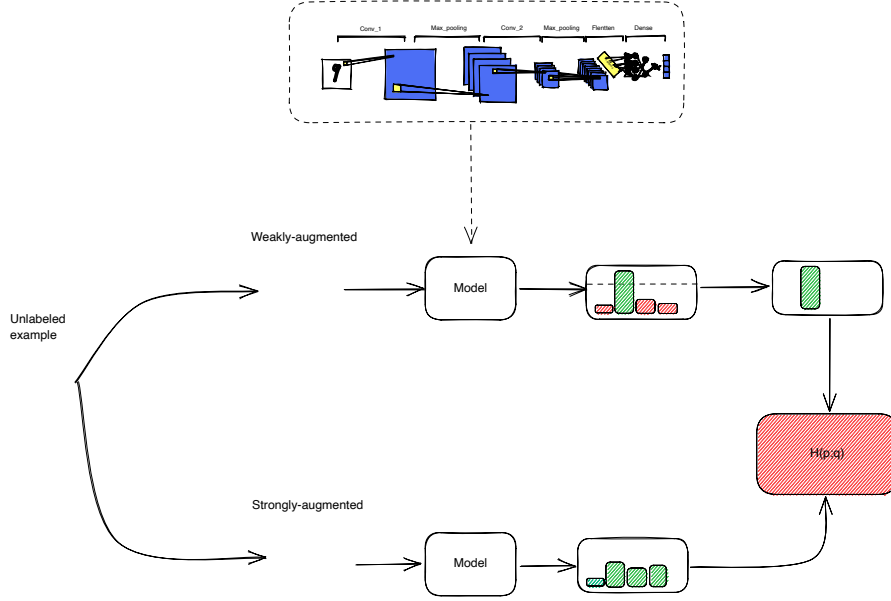 Conv_1 Max_pooling Conv_2 Max_pooling Flentten Dense
Weakly-augmented
Model
Unlabeled
example
H(p;q)
Strongly-augmented
Model